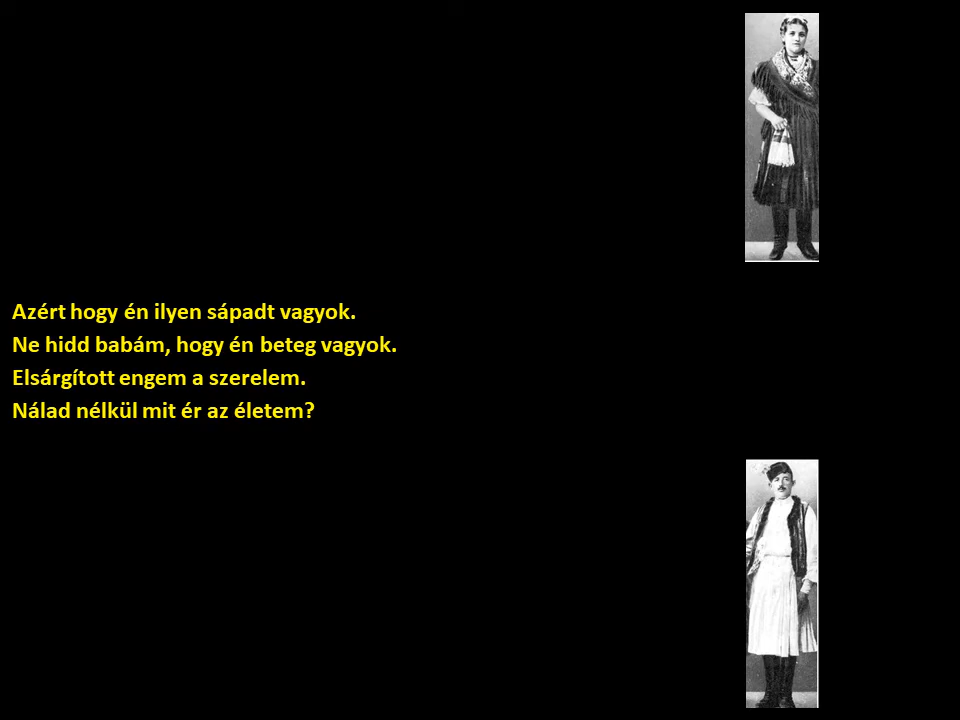 Azért hogy én ilyen sápadt vagyok.
Ne hidd babám, hogy én beteg vagyok.
Elsárgított engem a szerelem.
Nálad nélkül mit ér az életem?